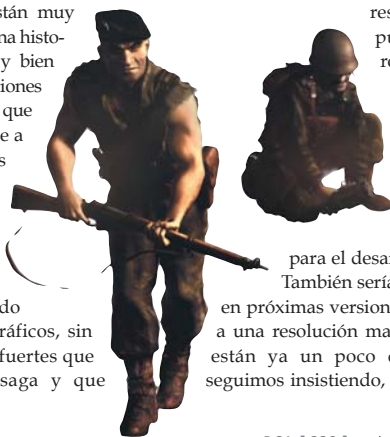 están muy
na histo-
y bien
iones
que
e a
s
do
ráficos, sin
fuertes que
saga y que
res
pu
re
para el desar
También sería
en próximas version
a una resolución ma
están ya un poco
seguimos insistiendo,